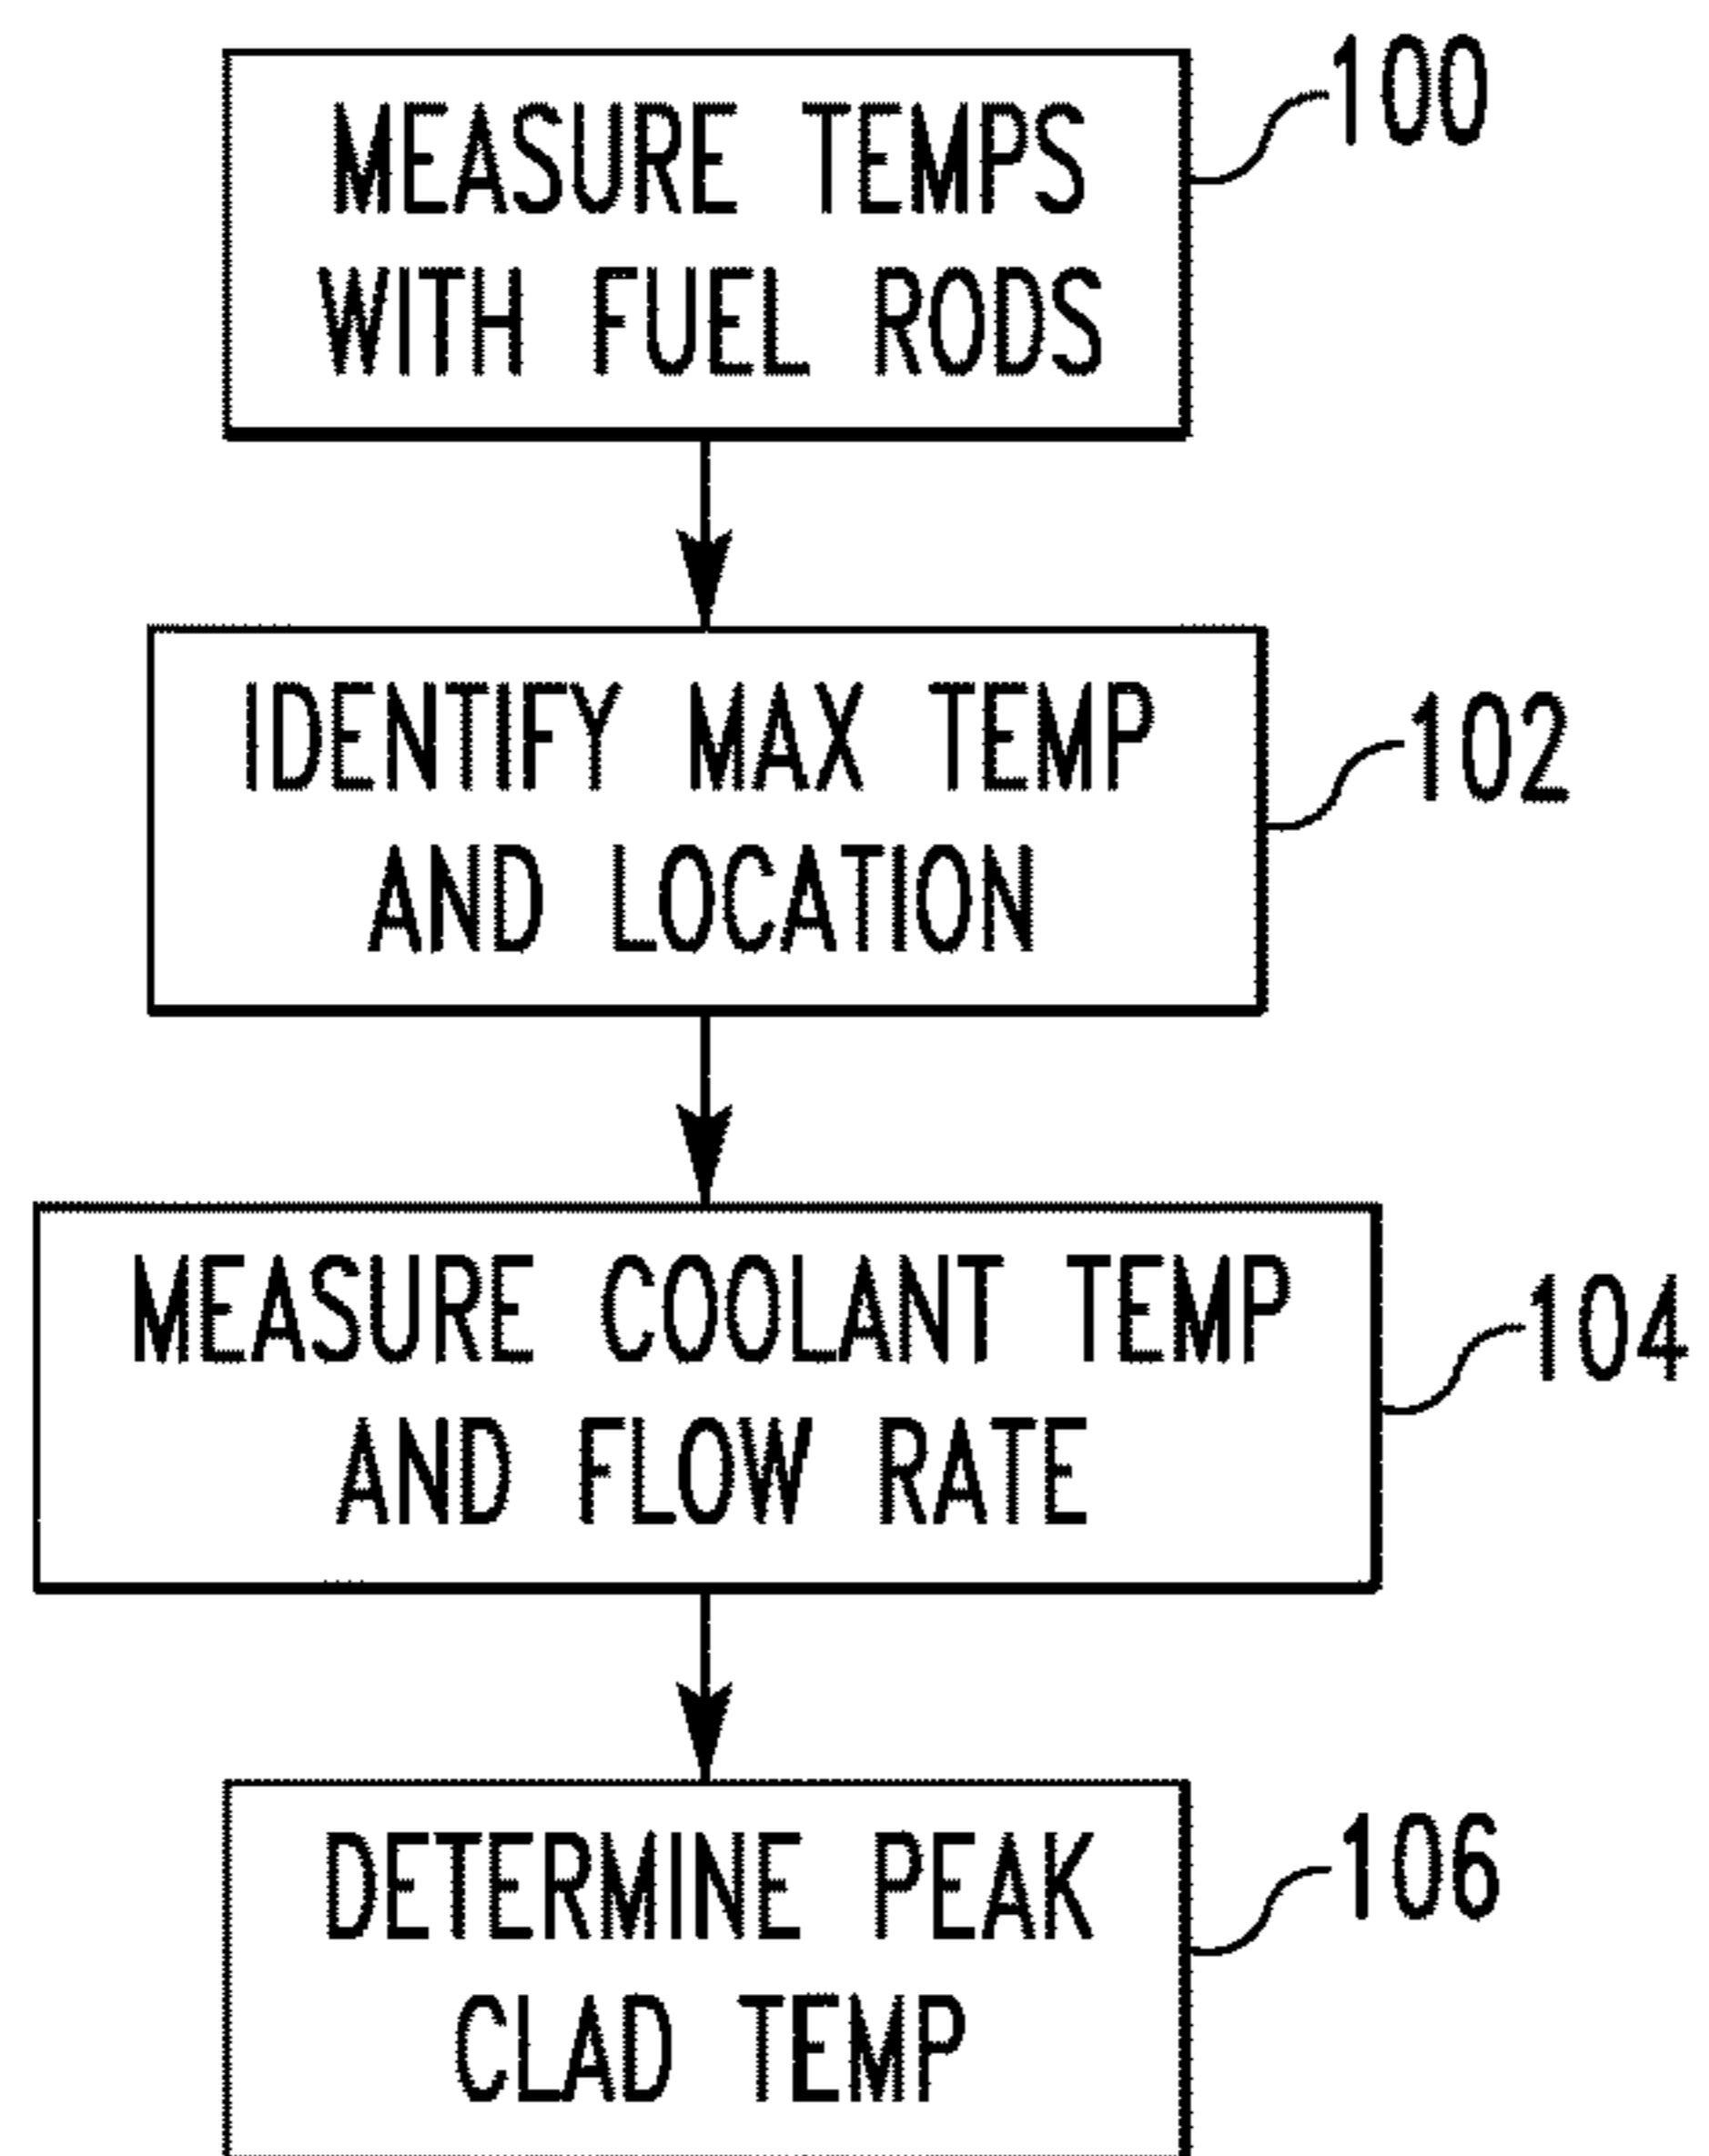 MEASURE TEMPS
WITH FUEL RODS
100
IDENTIFY MAX TEMP
AND LOCATION
102
MEASURE COOLANT TEMP
AND FLOW RATE
104
DETERMINE PEAK
CLAD TEMP
106